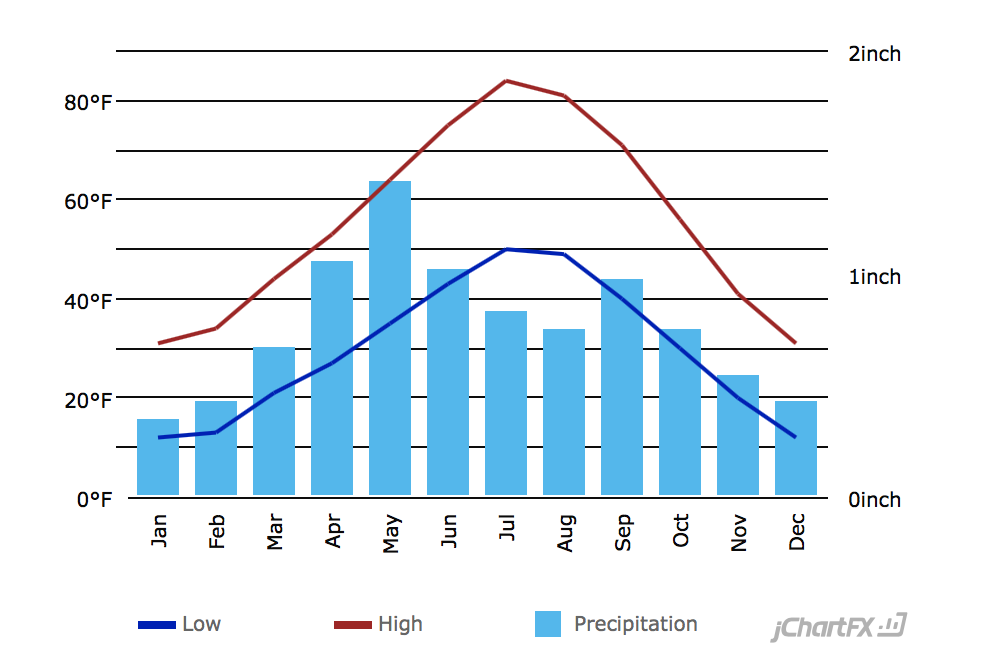 2inch
80°F
60°F
1inch
40°F
20°F
0°F
0inch
Jan Feb Mar Apr May Jun Jul Aug Sep Oct Nov Dec
Low High Precipitation
jChartFX